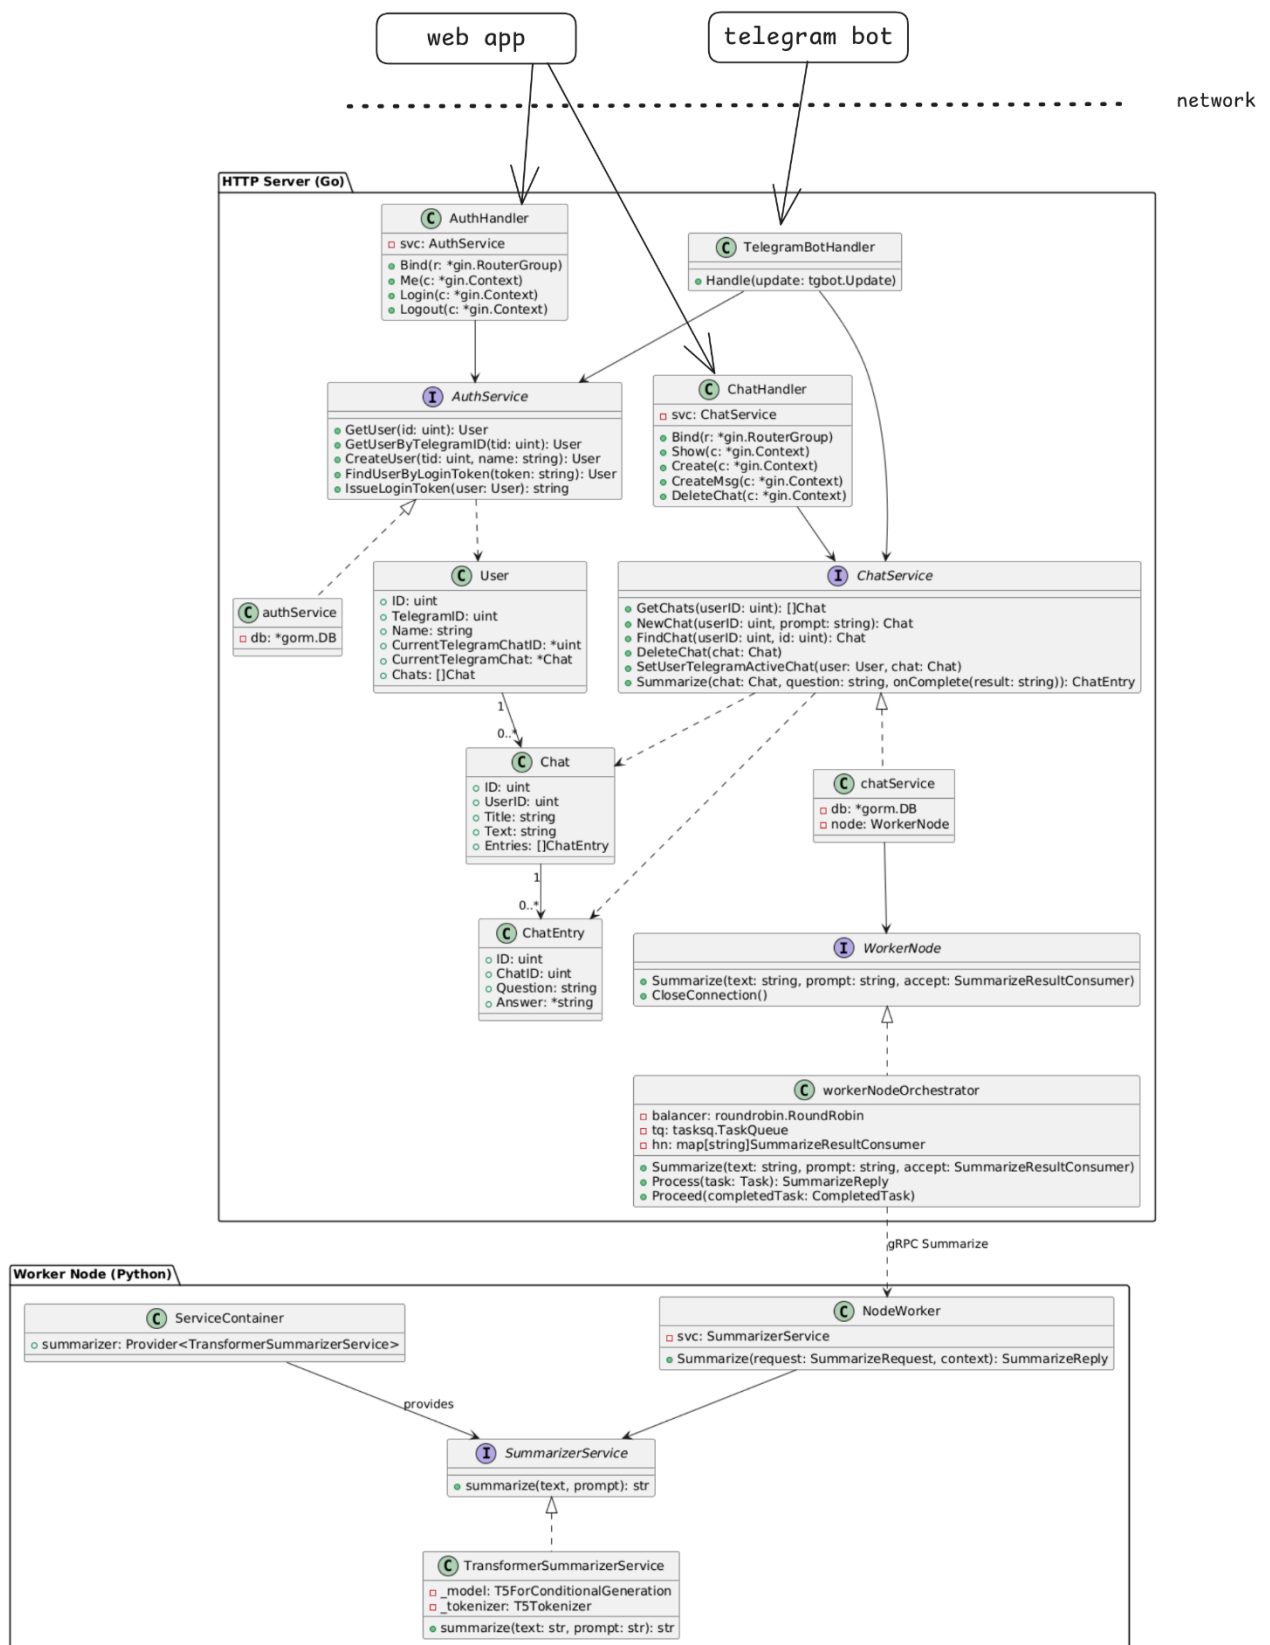 web app
telegram bot
network
HTTP Server (Go)
C AuthHandler
svc: AuthService
Bind(r: *gin.RouterGroup)
Me(c: *gin.Context)
Login(c: *gin.Context)
Logout(c: *gin.Context)
C TelegramBotHandler
Handle(update: tgbot.Update)
I AuthService
GetUser(id: uint): User
GetUserByTelegramID(tid: uint): User
CreateUser(tid: uint, name: string): User
FindUserByLoginToken(token: string): User
IssueLoginToken(user: User): string
C ChatHandler
svc: ChatService
Bind(r: *gin.RouterGroup)
Show(c: *gin.Context)
Create(c: *gin.Context)
CreateMsg(c: *gin.Context)
DeleteChat(c: *gin.Context)
C authService
db: *gorm.DB
C User
ID: uint
TelegramID: uint
Name: string
CurrentTelegramChatID: *uint
CurrentTelegramChat: *Chat
Chats: []Chat
I ChatService
GetChats(userID: uint): []Chat
NewChat(userID: uint, prompt: string): Chat
FindChat(userID: uint, id: uint): Chat
DeleteChat(chat: Chat)
SetUserTelegramActiveChat(user: User, chat: Chat)
Summarize(chat: Chat, question: string, onComplete(result: string)): ChatEntry
1
0..*
C Chat
ID: uint
UserID: uint
Title: string
Text: string
Entries: []ChatEntry
C chatService
db: *gorm.DB
node: WorkerNode
1
0..*
C ChatEntry
ID: uint
ChatID: uint
Question: string
Answer: *string
I WorkerNode
Summarize(text: string, prompt: string, accept: SummarizeResultConsumer)
CloseConnection()
C workerNodeOrchestrator
balancer: roundrobin.RoundRobin
tq: tasksq.TaskQueue
hn: map[string]SummarizeResultConsumer
Summarize(text: string, prompt: string, accept: SummarizeResultConsumer)
Process(task: Task): SummarizeReply
Proceed(completedTask: CompletedTask)
gRPC Summarize
Worker Node (Python)
C ServiceContainer
summarizer: Provider<TransformerSummarizerService>
C NodeWorker
svc: SummarizerService
Summarize(request: SummarizeRequest, context): SummarizeReply
provides
I SummarizerService
summarize(text, prompt): str
C TransformerSummarizerService
_model: T5ForConditionalGeneration
_tokenizer: T5Tokenizer
summarize(text: str, prompt: str): str